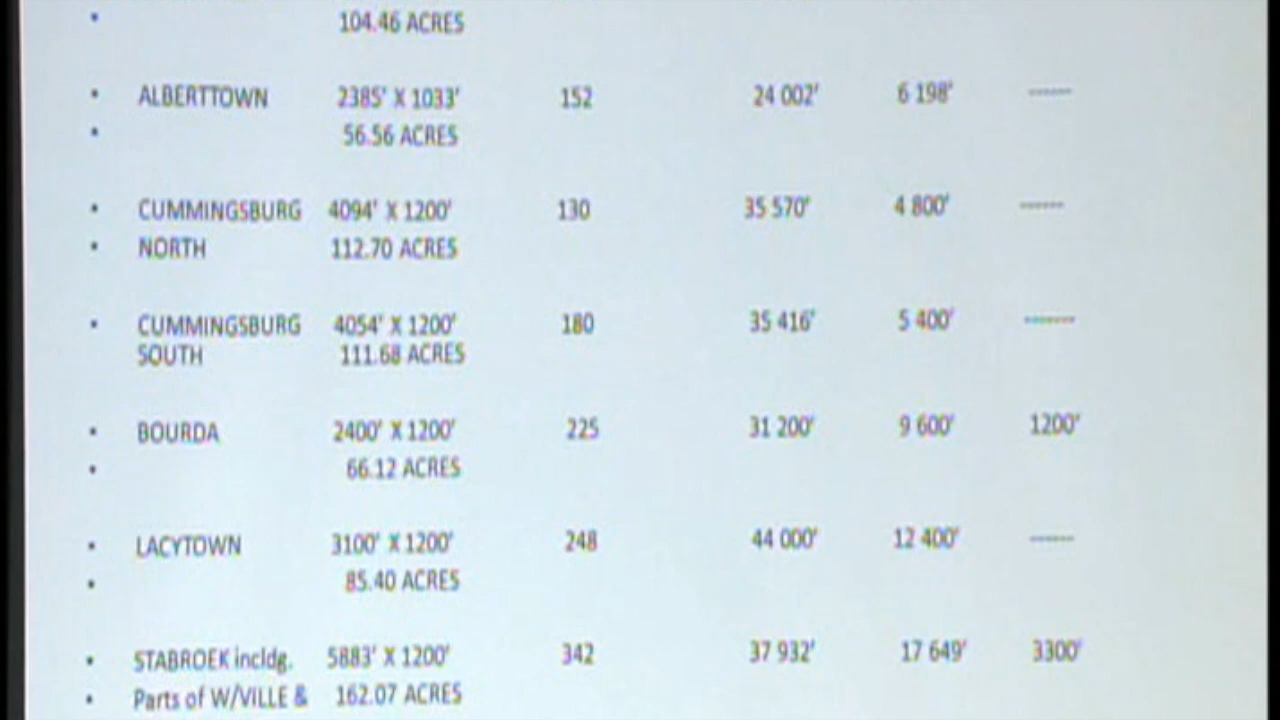 • 104.46 ACRES
• ALBERTTOWN 2385' X 1033' 152 24 002' 6 198' ------
• 56.56 ACRES
• CUMMINGSBURG 4094' X 1200' 130 35 570' 4 800' ------
• NORTH 112.70 ACRES
• CUMMINGSBURG 4054' X 1200' 180 35 416' 5 400' -------
SOUTH 111.68 ACRES
• BOURDA 2400' X 1200' 225 31 200' 9 600' 1200'
• 66.12 ACRES
• LACYTOWN 3100' X 1200' 248 44 000' 12 400' ------
• 85.40 ACRES
• STABROEK incldg. 5883' X 1200' 342 37 932' 17 649' 3300'
• Parts of W/VILLE & 162.07 ACRES